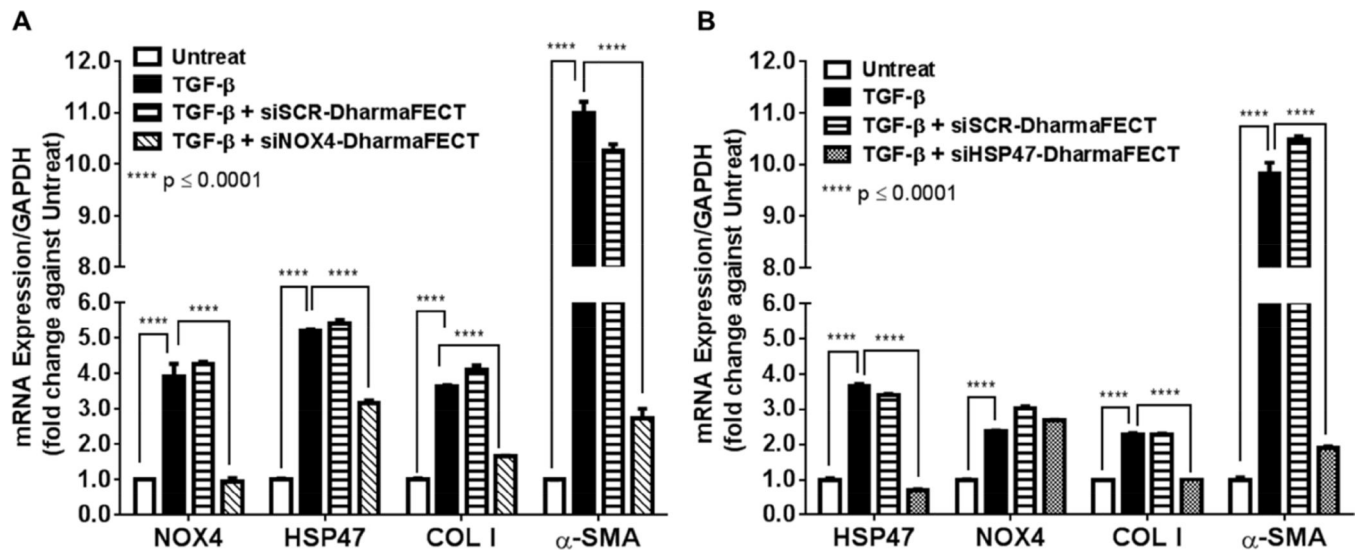 A
mRNA Expression/GAPDH
(fold change against Untreat)
12.0
11.0
10.0
9.0
8.0
6.0
5.0
4.0
3.0
2.0
1.0
0.0
Untreat
TGF-β
TGF-β + siSCR-DharmaFECT
TGF-β + siNOX4-DharmaFECT
**** p ≤ 0.0001
**** ****
**** ****
**** ****
**** ****
NOX4 HSP47 COL I α-SMA
B
mRNA Expression/GAPDH
(fold change against Untreat)
12.0
11.0
10.0
9.0
8.0
6.0
5.0
4.0
3.0
2.0
1.0
0.0
Untreat
TGF-β
TGF-β + siSCR-DharmaFECT
TGF-β + siHSP47-DharmaFECT
**** p ≤ 0.0001
**** ****
**** ****
****
**** ****
HSP47 NOX4 COL I α-SMA